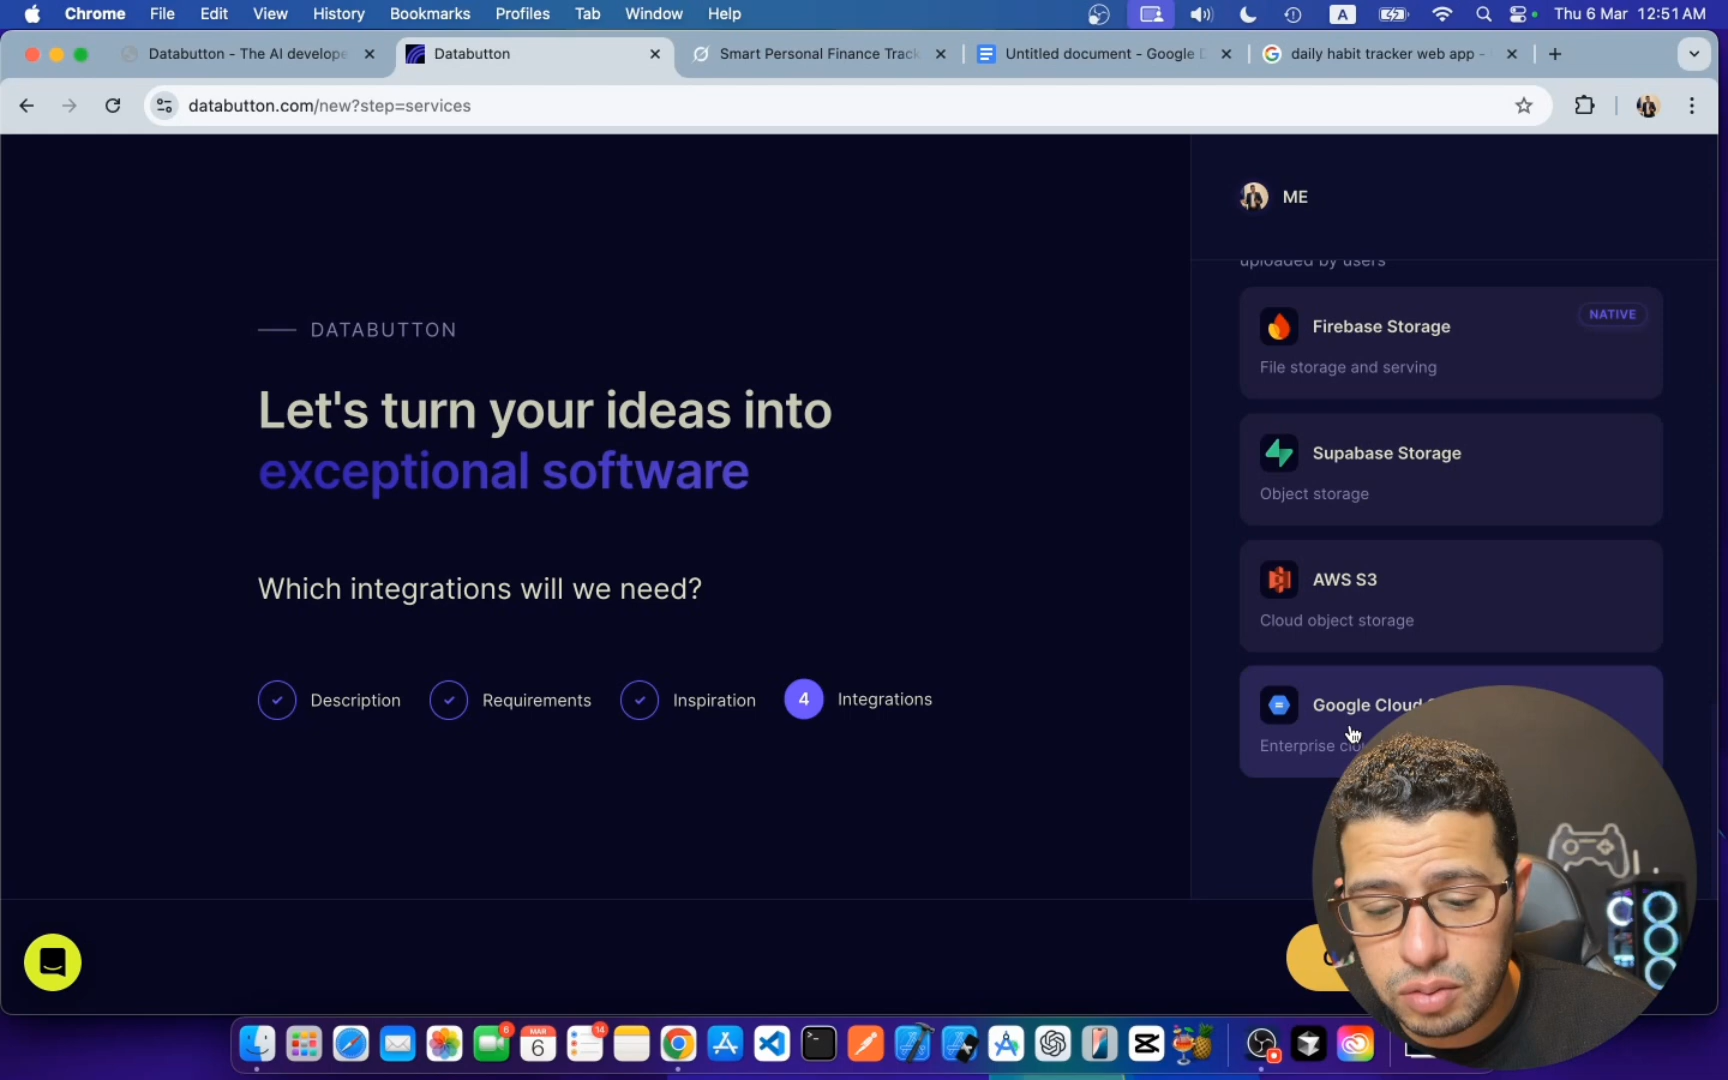 Chrome File Edit View History Bookmarks Profiles Tab Window Help A Thu 6 Mar 12:51 AM
Databutton - The AI develope Databutton Smart Personal Finance Track Untitled document - Google D daily habit tracker web app -
databutton.com/new?step=services
ME
uploaded by users
Firebase Storage NATIVE
File storage and serving
DATABUTTON
Let's turn your ideas into
exceptional software
Supabase Storage
Object storage
Which integrations will we need?
AWS S3
Cloud object storage
Description Requirements Inspiration 4 Integrations
Google Cloud
Enterprise
6 MAR 6 14